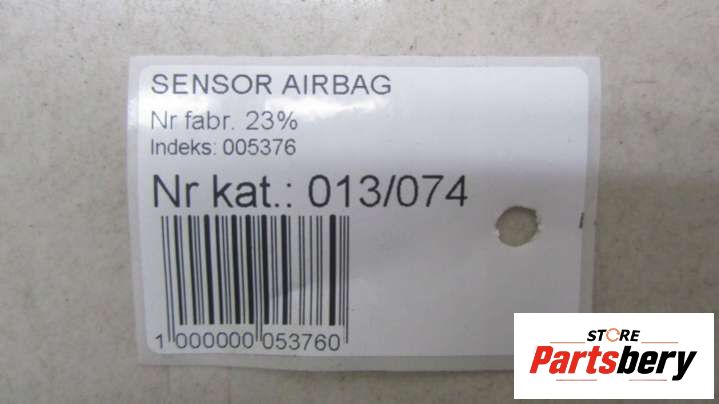 SENSOR AIRBAG
Nr fabr. 23%
Indeks: 005376
Nr kat.: 013/074
1 000000 053760
STORE
Partsbery